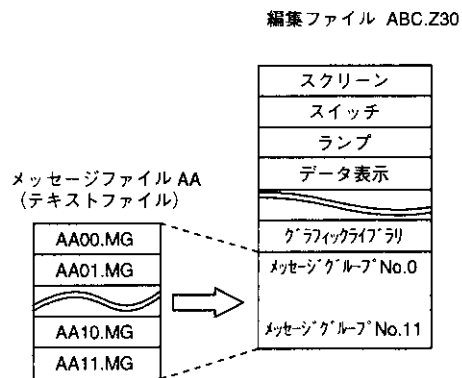 編集ファイル ABC.Z30
スクリーン
スイッチ
ランプ
データ表示
グラフィックライブラリ
メッセージグループNo.0
メッセージグループNo.11
メッセージファイル AA
（テキストファイル）
AA00.MG
AA01.MG
AA10.MG
AA11.MG